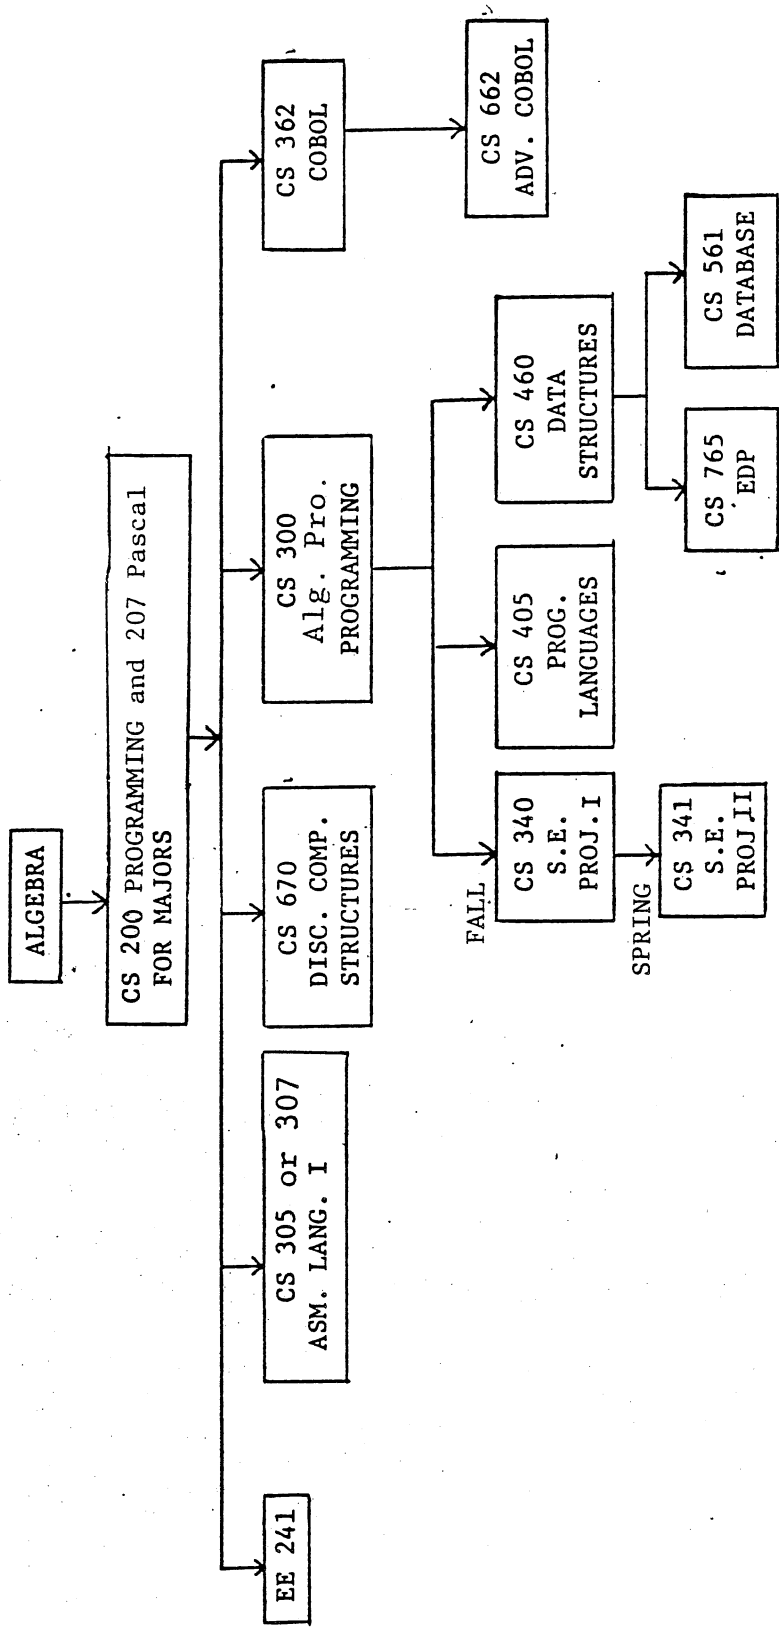 ALGEBRA
CS 200 PROGRAMMING and 207 Pascal
FOR MAJORS
EE 241
CS 305 or 307
ASM. LANG. I
CS 670
DISC. COMP.
STRUCTURES
CS 300
Alg. Pro.
PROGRAMMING
CS 362
COBOL
FALL
CS 340
S.E.
PROJ.I
CS 405
PROG.
LANGUAGES
CS 460
DATA
STRUCTURES
CS 662
ADV. COBOL
SPRING
CS 341
S.E.
PROJ.II
CS 765
EDP
CS 561
DATABASE